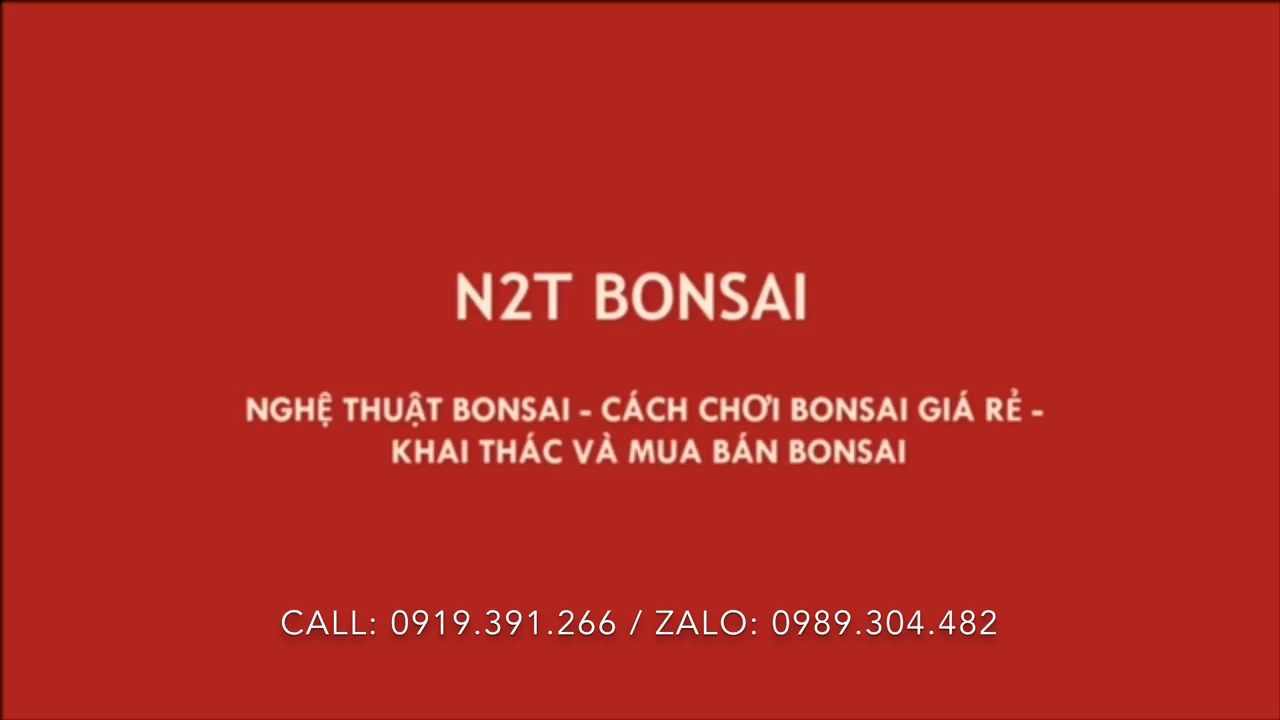 N2T BONSAI
NGHỆ THUẬT BONSAI - CÁCH CHƠI BONSAI GIÁ RẺ -
KHAI THÁC VÀ MUA BÁN BONSAI
CALL: 0919.391.266 / ZALO: 0989.304.482